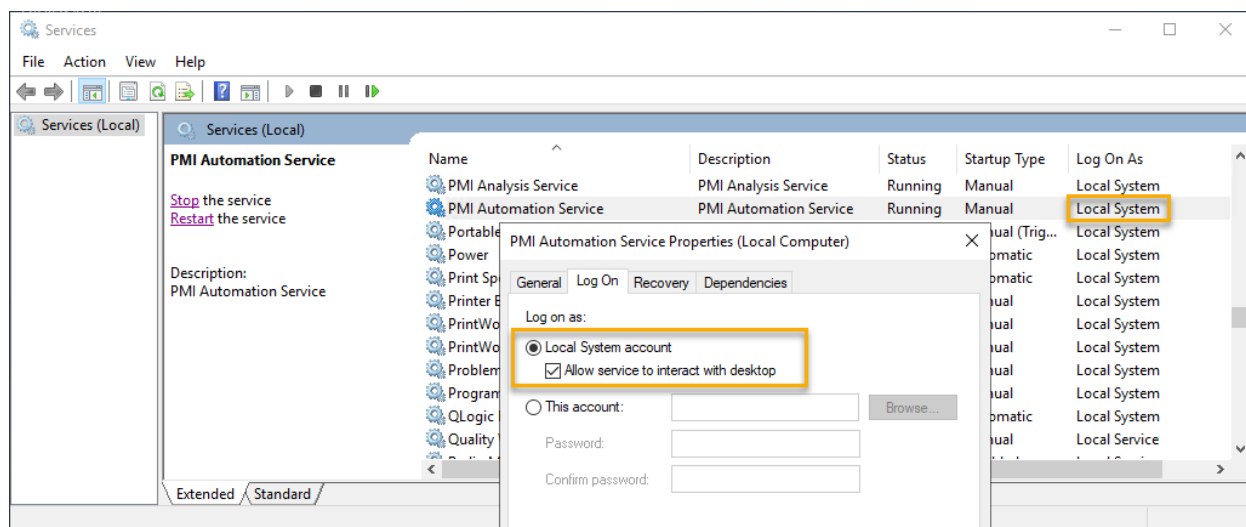 Services
File Action View Help
Services (Local)
Services (Local)
PMI Automation Service
Stop the service
Restart the service
Description:
PMI Automation Service
Name Description Status Startup Type Log On As
PMI Analysis Service PMI Analysis Service Running Manual Local System
PMI Automation Service PMI Automation Service Running Manual Local System
Portable (Trig... Local System
Power Local System
Print Local System
Printer Local System
Local System
Local System
Local System
Local System
QLogic Local System
Quality Local Service
PMI Automation Service Properties (Local Computer)
General Log On Recovery Dependencies
Log on as:
Local System account
Allow service to interact with desktop
This account: Browse...
Password:
Confirm password:
Extended Standard